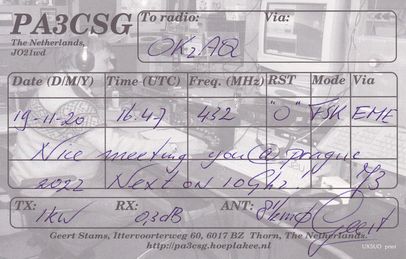 PA3CSG To radio: Via:
The Netherlands,
JO21wd
OK2AQ
Date (D/M/Y) Time (UTC) Freq. (MHz) RST Mode Via
19-11-20 16.47 432 "O" FSK EME
Nice meeting you @ prague
2022 Next on 10GHz! 73
TX: RX: ANT:
1kW 0,3dB Geert
Geert Stams, Ittervoorterweg 60, 6017 BZ Thorn, The Netherlands.
http://pa3csg.hoeplakee.nl
UX5UO print